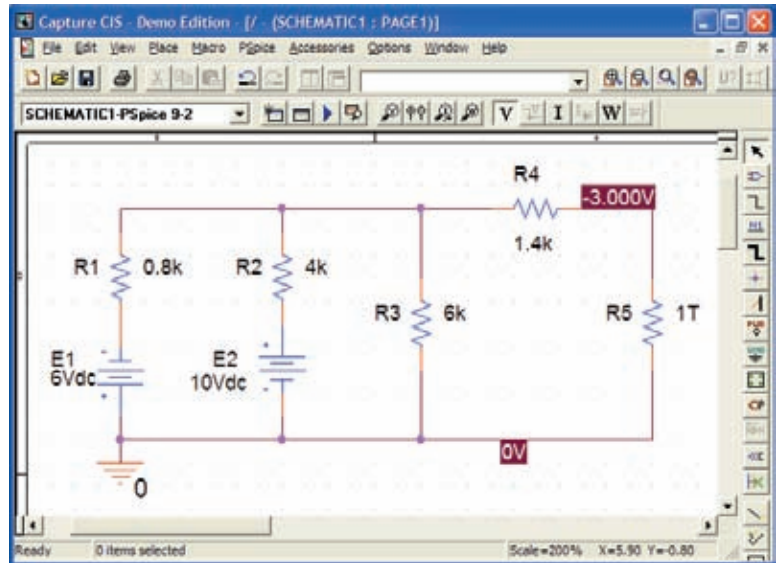 Capture CIS - Demo Edition - [/ - (SCHEMATIC1 : PAGE1)]
File Edit View Place Macro PSpice Accessories Options Window Help
U?
SCHEMATIC1-PSpice 9-2
V I W
R4
-3.000V
1.4k
R1 0.8k
R2 4k
R3 6k
R5 1T
E1
6Vdc
E2
10Vdc
0V
0
Ready 0 items selected Scale=200% X=5.90 Y=-0.80